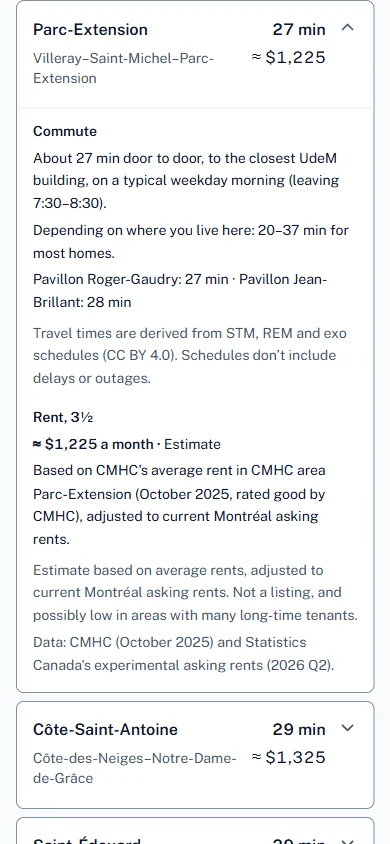 Parc-Extension 27 min
Villeray–Saint-Michel–Parc- ≈ $1,225
Extension
Commute
About 27 min door to door, to the closest UdeM
building, on a typical weekday morning (leaving
7:30–8:30).
Depending on where you live here: 20–37 min for
most homes.
Pavillon Roger-Gaudry: 27 min · Pavillon Jean-
Brillant: 28 min
Travel times are derived from STM, REM and exo
schedules (CC BY 4.0). Schedules don’t include
delays or outages.
Rent, 3½
≈ $1,225 a month · Estimate
Based on CMHC's average rent in CMHC area
Parc-Extension (October 2025, rated good by
CMHC), adjusted to current Montréal asking
rents.
Estimate based on average rents, adjusted to
current Montréal asking rents. Not a listing, and
possibly low in areas with many long-time tenants.
Data: CMHC (October 2025) and Statistics
Canada's experimental asking rents (2026 Q2).
Côte-Saint-Antoine 29 min
Côte-des-Neiges–Notre-Dame- ≈ $1,325
de-Grâce
Saint-Édouard 29 min